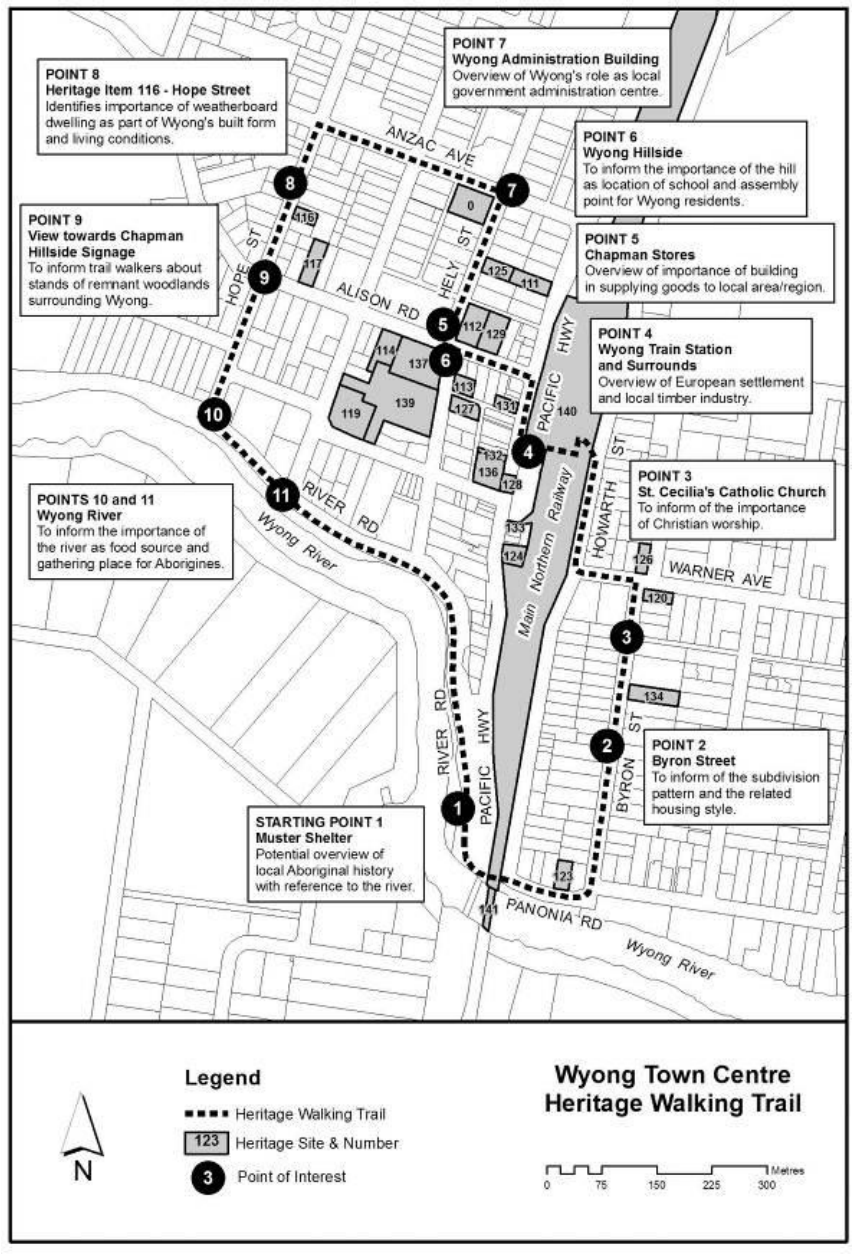 POINT 7
Wyong Administration Building
Overview of Wyong's role as local
government administration centre.
POINT 8
Heritage Item 116 - Hope Street
Identifies importance of weatherboard
dwelling as part of Wyong's built form
and living conditions.
POINT 6
Wyong Hillside
To inform the importance of the hill
as location of school and assembly
point for Wyong residents.
ANZAC AVE
8
7
0
116
POINT 9
View towards Chapman
Hillside Signage
To inform trail walkers about
stands of remnant woodlands
surrounding Wyong.
POINT 5
Chapman Stores
Overview of importance of building
in supplying goods to local area/region.
HOPE ST
9
117
HELY ST
125
111
ALISON RD
5
112
129
POINT 4
Wyong Train Station
and Surrounds
Overview of European settlement
and local timber industry.
PACIFIC HWY
114
137
6
113
139
119
127
131
140
10
4
132
136
128
HOWARTH ST
POINT 3
St. Cecilia's Catholic Church
To inform of the importance
of Christian worship.
POINTS 10 and 11
Wyong River
To inform the importance of
the river as food source and
gathering place for Aborigines.
11
RIVER RD
Wyong River
133
124
Main Northern Railway
126
WARNER AVE
120
3
134
RIVER RD
PACIFIC HWY
2
BYRON ST
POINT 2
Byron Street
To inform of the subdivision
pattern and the related
housing style.
STARTING POINT 1
Muster Shelter
Potential overview of
local Aboriginal history
with reference to the river.
1
123
141
PANONIA RD
Wyong River
Legend
Heritage Walking Trail
123 Heritage Site & Number
3 Point of Interest
N
Wyong Town Centre
Heritage Walking Trail
Metres
0 75 150 225 300